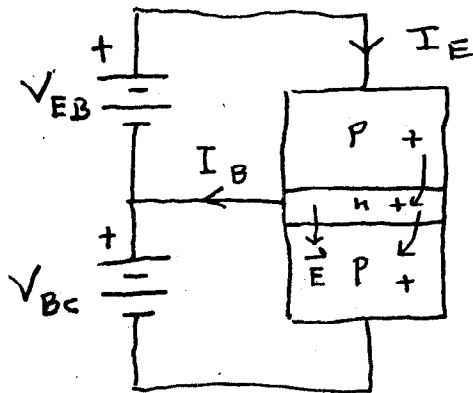 + I_E
V_EB
P +
I_B
n +
+
V_BC
E P +